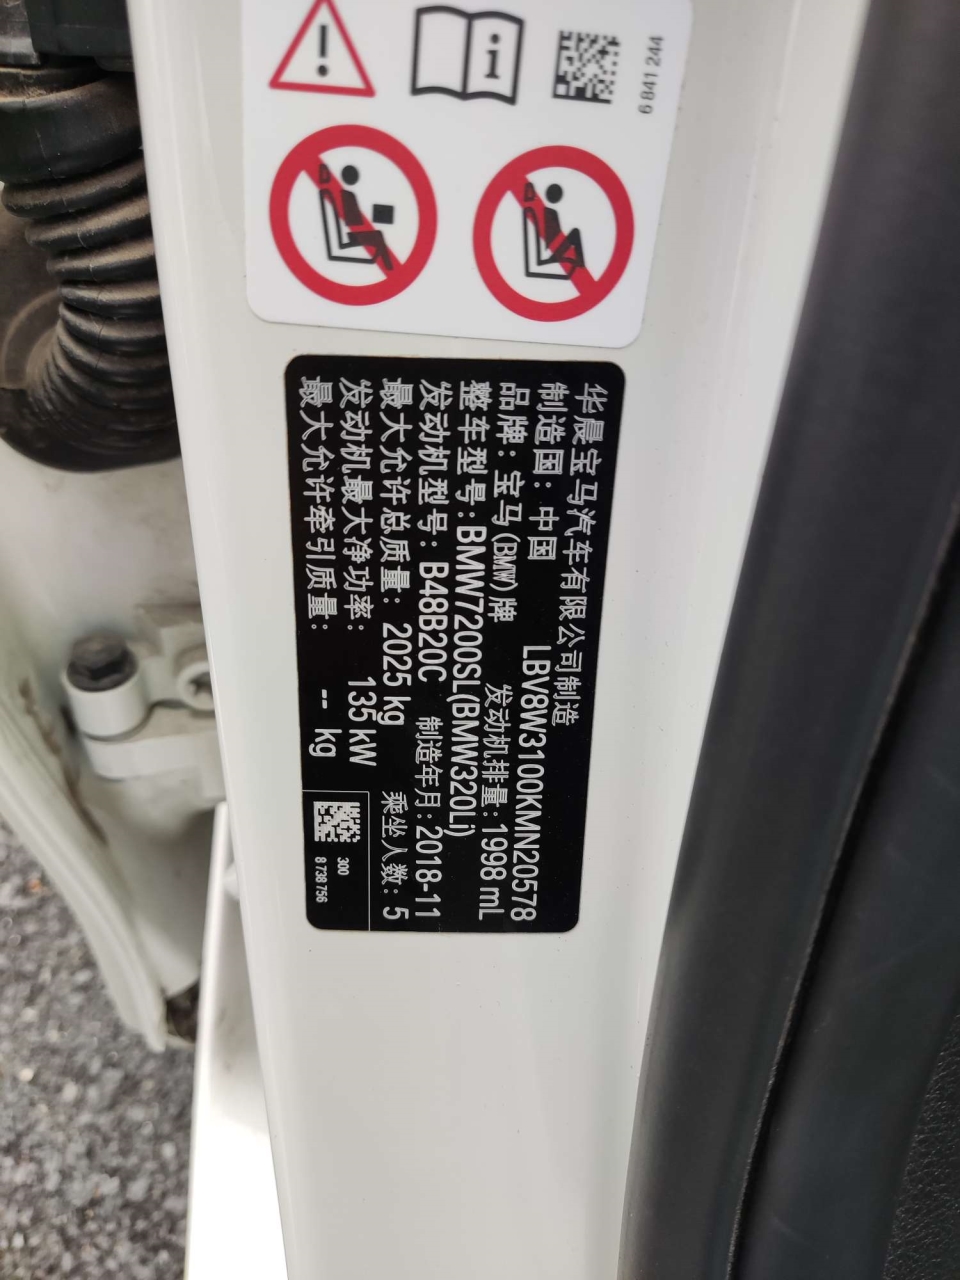 6 841 244
华晨宝马汽车有限公司制造
制造国：中国 LBV8W3100KMN20578
品牌：宝马(BMW)牌 发动机排量：1998 mL
整车型号：BMW7200SL(BMW320Li)
发动机型号：B48B20C 制造年月：2018-11
最大允许总质量：2025 kg 乘坐人数：5
发动机最大净功率：135 kW
最大允许牵引质量：-- kg
300
8 738 756